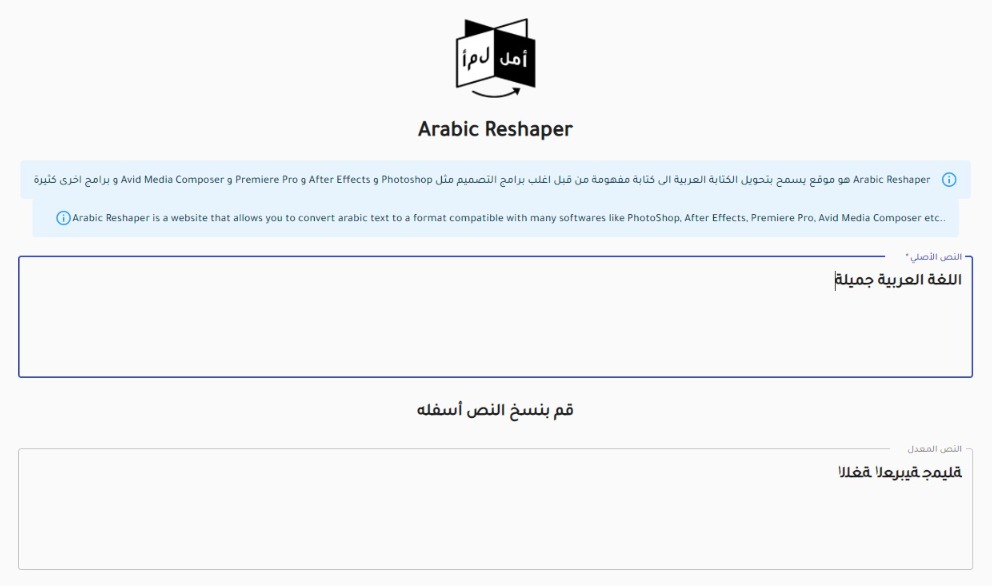 أمل لمأ
Arabic Reshaper
Arabic Reshaper هو موقع يسمح بتحويل الكتابة العربية الى كتابة مفهومة من قبل اغلب برامج التصميم مثل Photoshop و After Effects و Premiere Pro و Avid Media Composer و برامج اخرى كثيرة
Arabic Reshaper is a website that allows you to convert arabic text to a format compatible with many softwares like PhotoShop, After Effects, Premiere Pro, Avid Media Composer etc..
النص الأصلي *
اللغة العربية جميلة
قم بنسخ النص أسفله
النص المعدل
ةليمج ةيبرعلا ةغللا